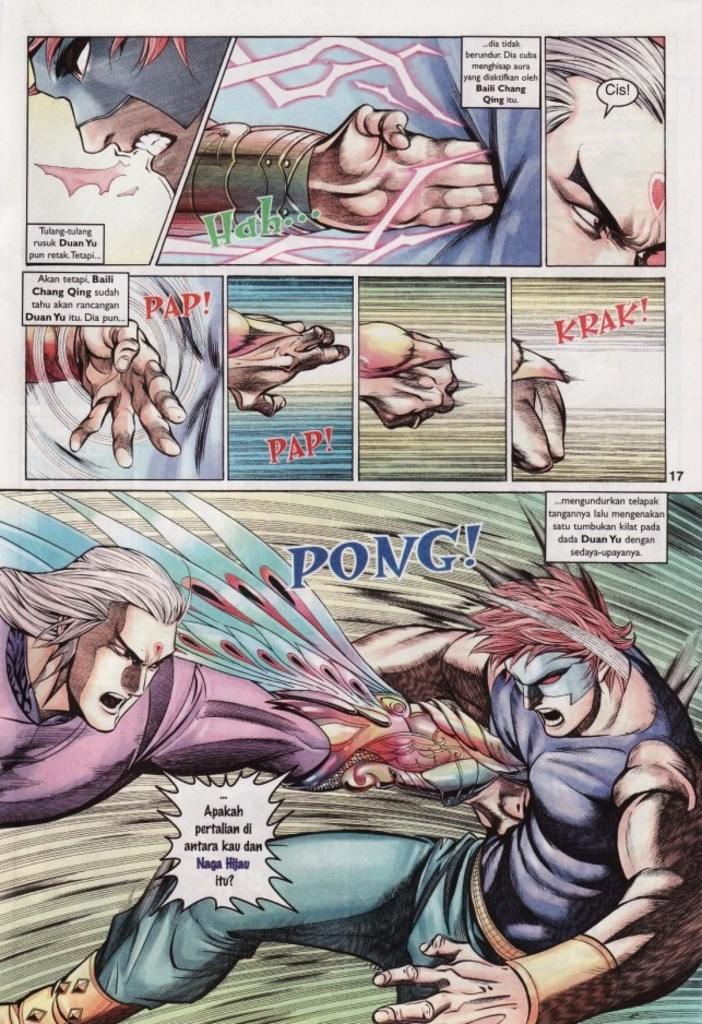 Tulang-tulang
rusuk Duan Yu
pun retak.Tetapi...
Hah...
...dia tidak
berundur. Dia cuba
menghisap aura
yang diaktifkan oleh
Baili Chang
Qing itu.
Cis!
Akan tetapi, Baili
Chang Qing sudah
tahu akan rancangan
Duan Yu itu. Dia pun...
PAP!
PAP!
KRAK!
17
...mengundurkan telapak
tangannya lalu mengenakan
satu tumbukan kilat pada
dada Duan Yu dengan
sedaya-upayanya.
PONG!
...
Apakah
pertalian di
antara kau dan
Naga Hijau
itu?